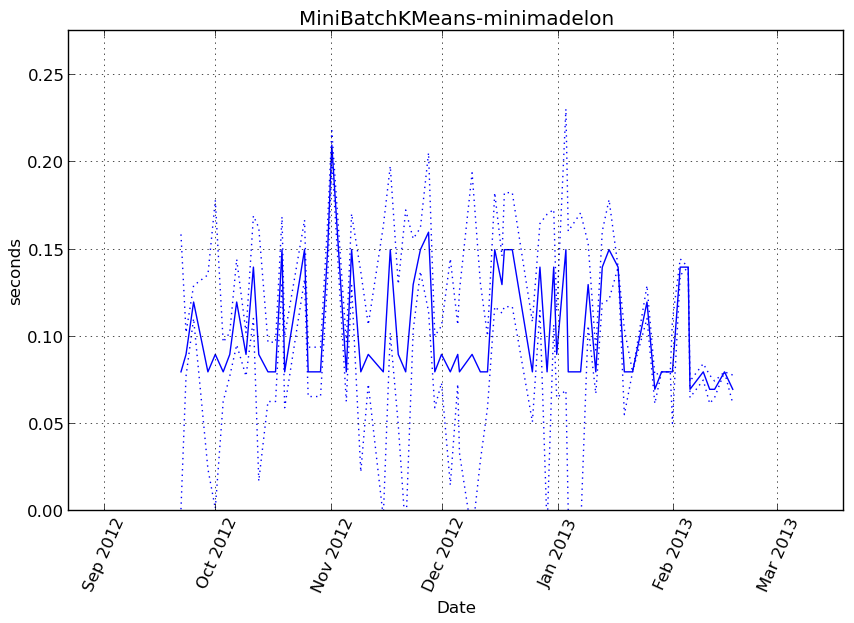 MiniBatchKMeans-minimadelon
0.25
0.20
0.15
0.10
0.05
0.00
seconds
Sep 2012
Oct 2012
Nov 2012
Dec 2012
Jan 2013
Feb 2013
Mar 2013
Date